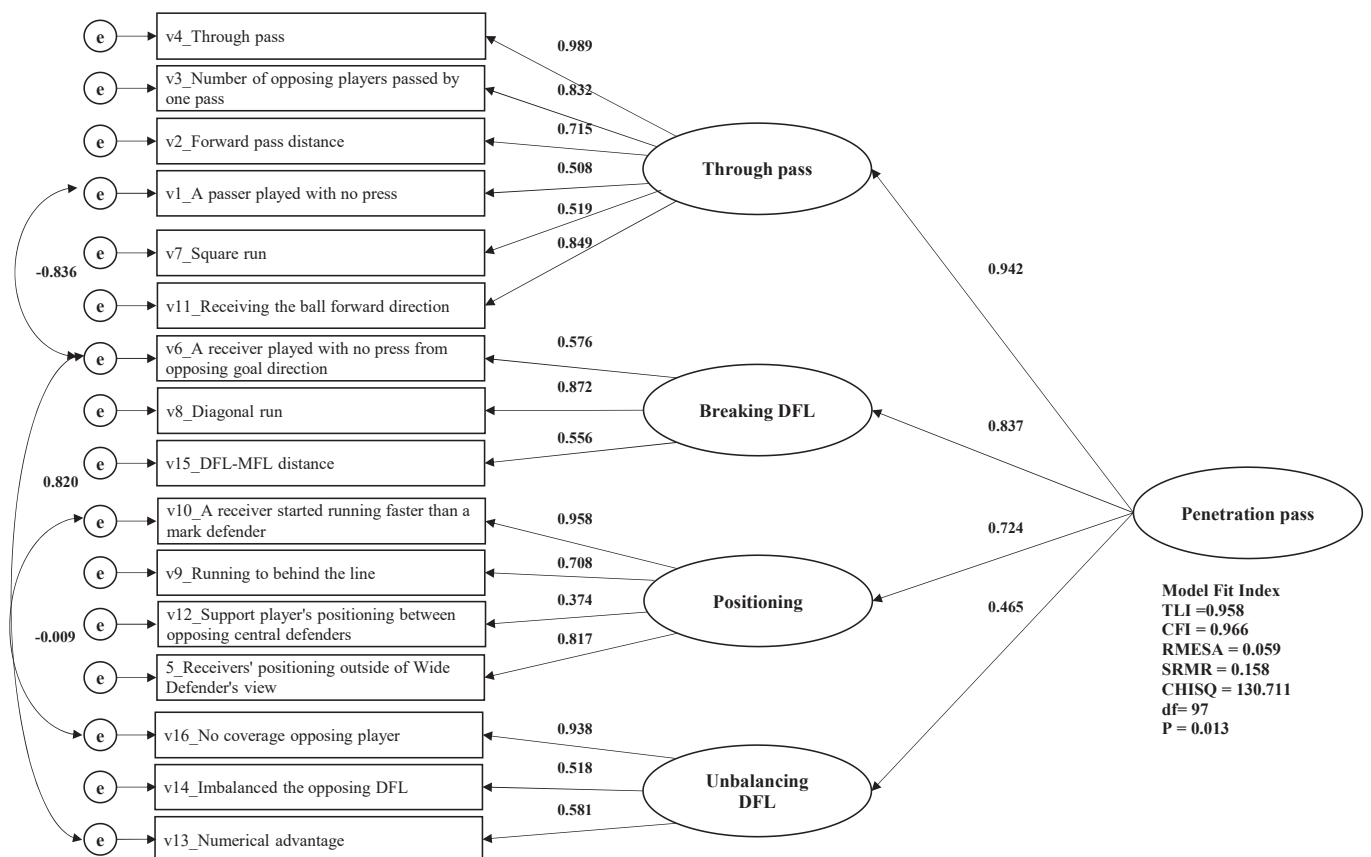 e
v4_Through pass
0.989
e
v3_Number of opposing players passed by
one pass
0.832
e
v2_Forward pass distance
0.715
e
v1_A passer played with no press
0.508
e
v7_Square run
0.519
e
v11_Receiving the ball forward direction
0.849
Through pass
-0.836
0.942
e
v6_A receiver played with no press from
opposing goal direction
0.576
e
v8_Diagonal run
0.872
e
v15_DFL-MFL distance
0.556
Breaking DFL
0.837
0.820
e
v10_A receiver started running faster than a
mark defender
0.958
e
v9_Running to behind the line
0.708
e
v12_Support player's positioning between
opposing central defenders
0.374
e
5_Receivers' positioning outside of Wide
Defender's view
0.817
Positioning
0.724
Penetration pass
-0.009
0.465
e
v16_No coverage opposing player
0.938
e
v14_Imbalanced the opposing DFL
0.518
e
v13_Numerical advantage
0.581
Unbalancing
DFL
Model Fit Index
TLI =0.958
CFI = 0.966
RMESA = 0.059
SRMR = 0.158
CHISQ = 130.711
df= 97
P = 0.013